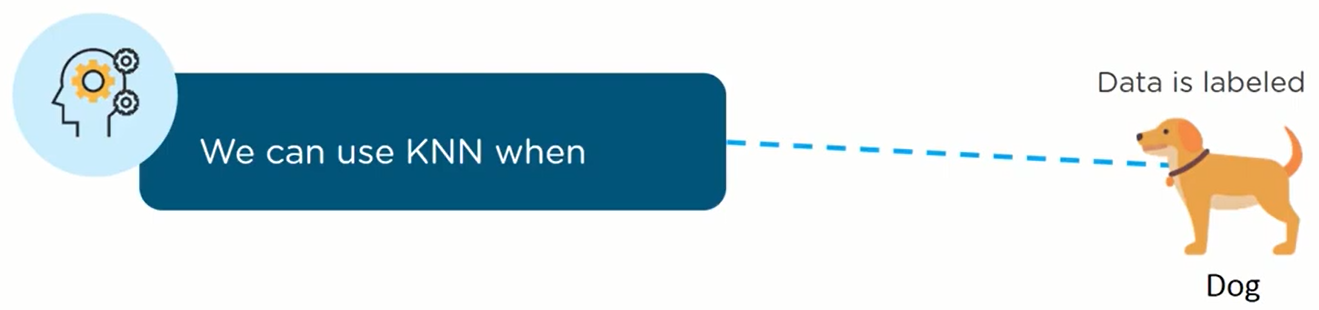 We can use KNN when
Data is labeled
Dog